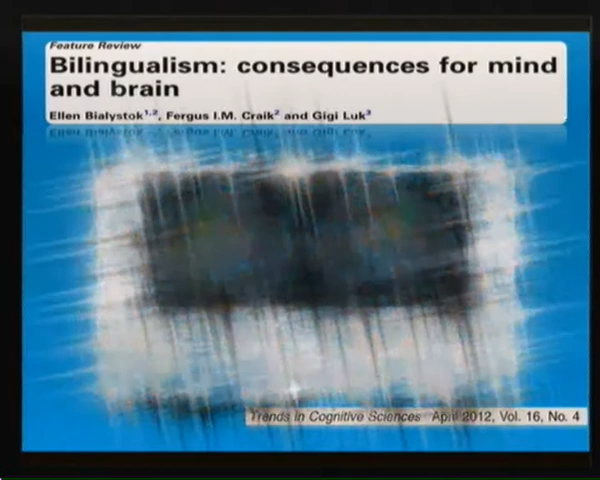 Feature Review
Bilingualism: consequences for mind
and brain
Ellen Bialystok1,2, Fergus I.M. Craik2 and Gigi Luk3
Trends in Cognitive Sciences April 2012, Vol. 16, No. 4